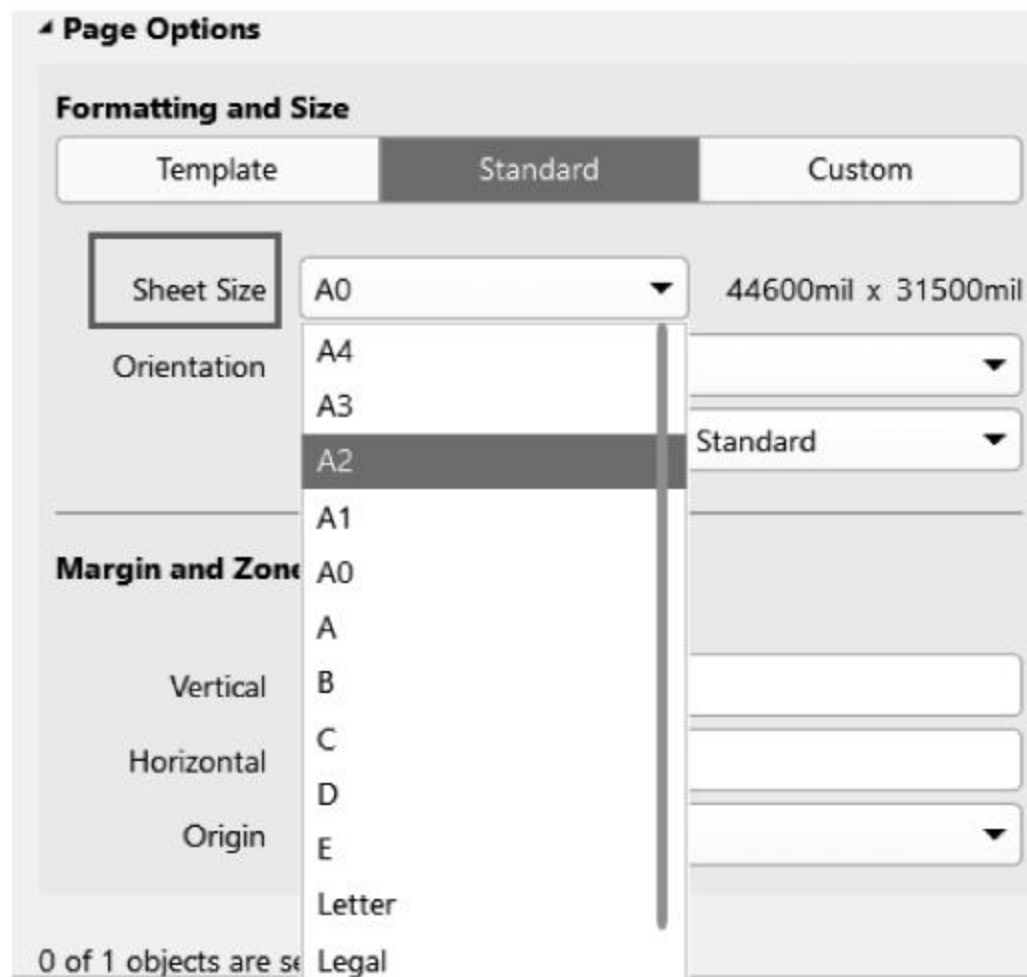 Page Options
Formatting and Size
Template Standard Custom
Sheet Size A0 44600mil x 31500mil
A4
Orientation
A3
A2 Standard
A1
Margin and Zone A0
A
Vertical B
C
Horizontal
D
Origin
E
Letter
0 of 1 objects are Legal